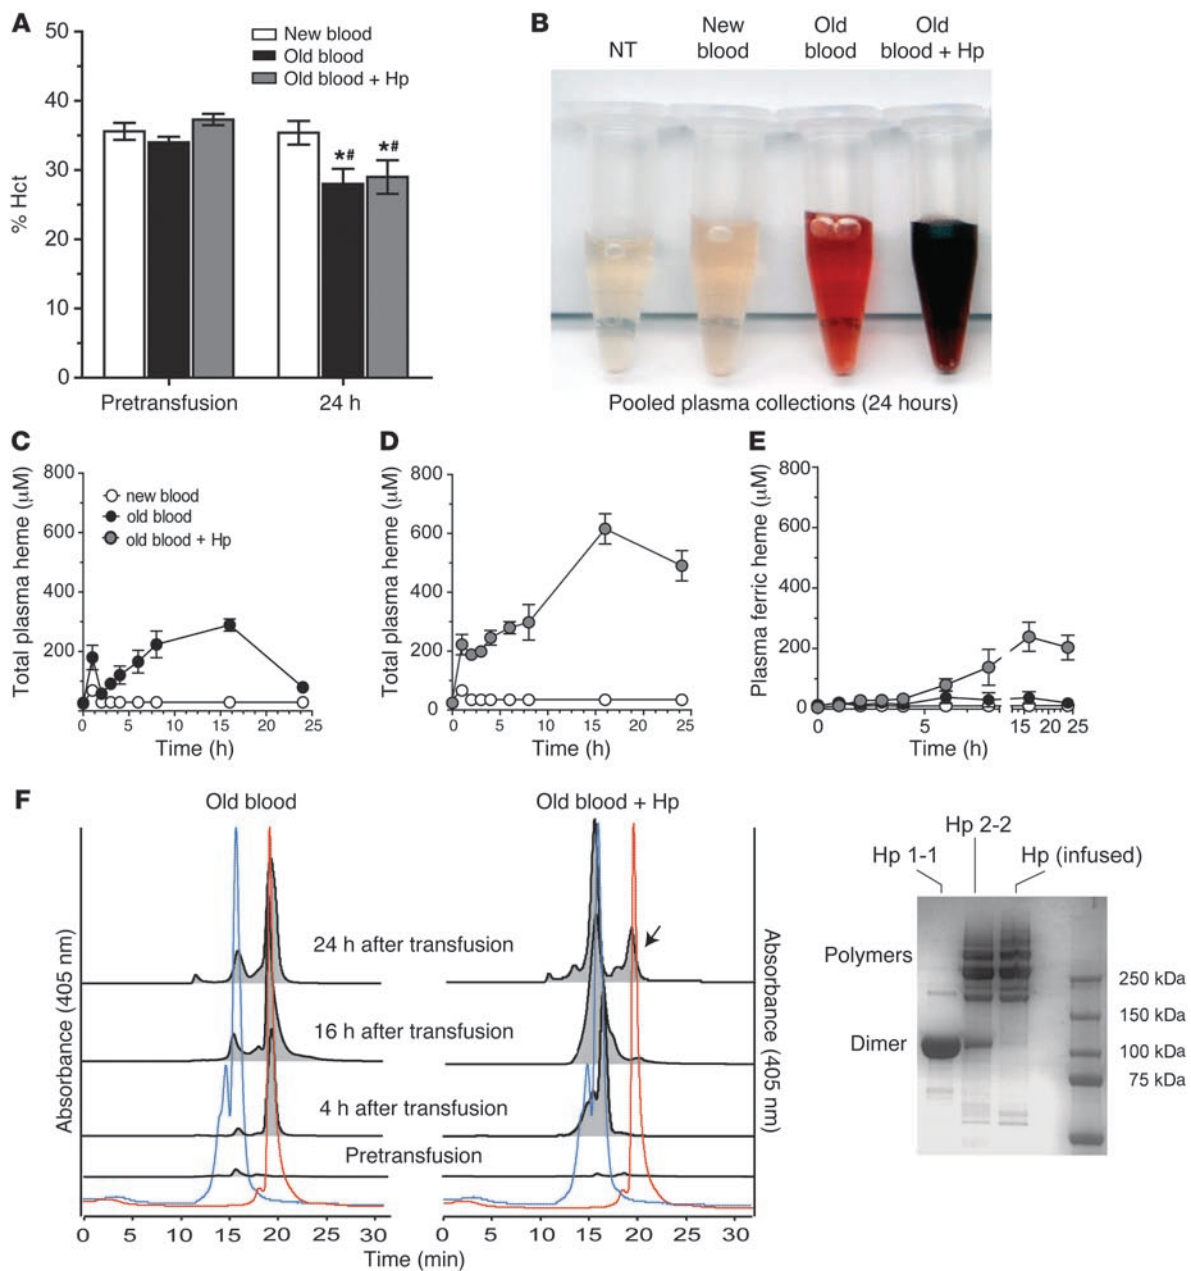 A
50
40
30
20
10
0
% Hct
New blood
Old blood
Old blood + Hp
*#
*#
Pretransfusion
24 h
B
NT
New
blood
Old
blood
Old
blood + Hp
Pooled plasma collections (24 hours)
C
800
600
400
200
Total plasma heme (μM)
new blood
old blood
old blood + Hp
0 5 10 15 20 25
Time (h)
D
800
600
400
200
0
Total plasma heme (μM)
0 5 10 15 20 25
Time (h)
E
800
600
400
200
0
Plasma ferric heme (μM)
0 5 15 20 25
Time (h)
F
Old blood
Old blood + Hp
Absorbance (405 nm)
24 h after transfusion
16 h after transfusion
4 h after transfusion
Pretransfusion
Absorbance (405 nm)
0 5 10 15 20 25 30
0 5 10 15 20 25 30
Time (min)
Hp 2-2
Hp 1-1
Hp (infused)
Polymers
Dimer
250 kDa
150 kDa
100 kDa
75 kDa